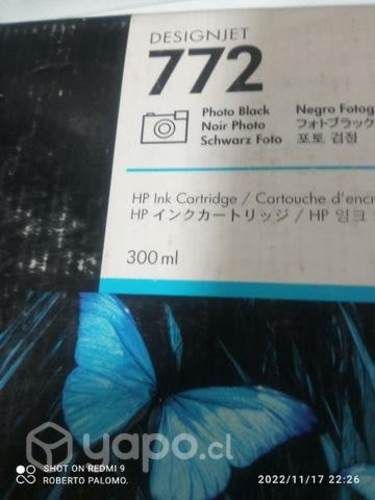 DESIGNJET
772
Photo Black
Noir Photo
Schwarz Foto
Negro Fotog
フォトブラック
포토 검정
HP Ink Cartridge / Cartouche d'encr
HP インクカートリッジ / HP 잉크
300 ml
yapo.cl
SHOT ON REDMI 9
ROBERTO PALOMO.
2022/11/17 22:26